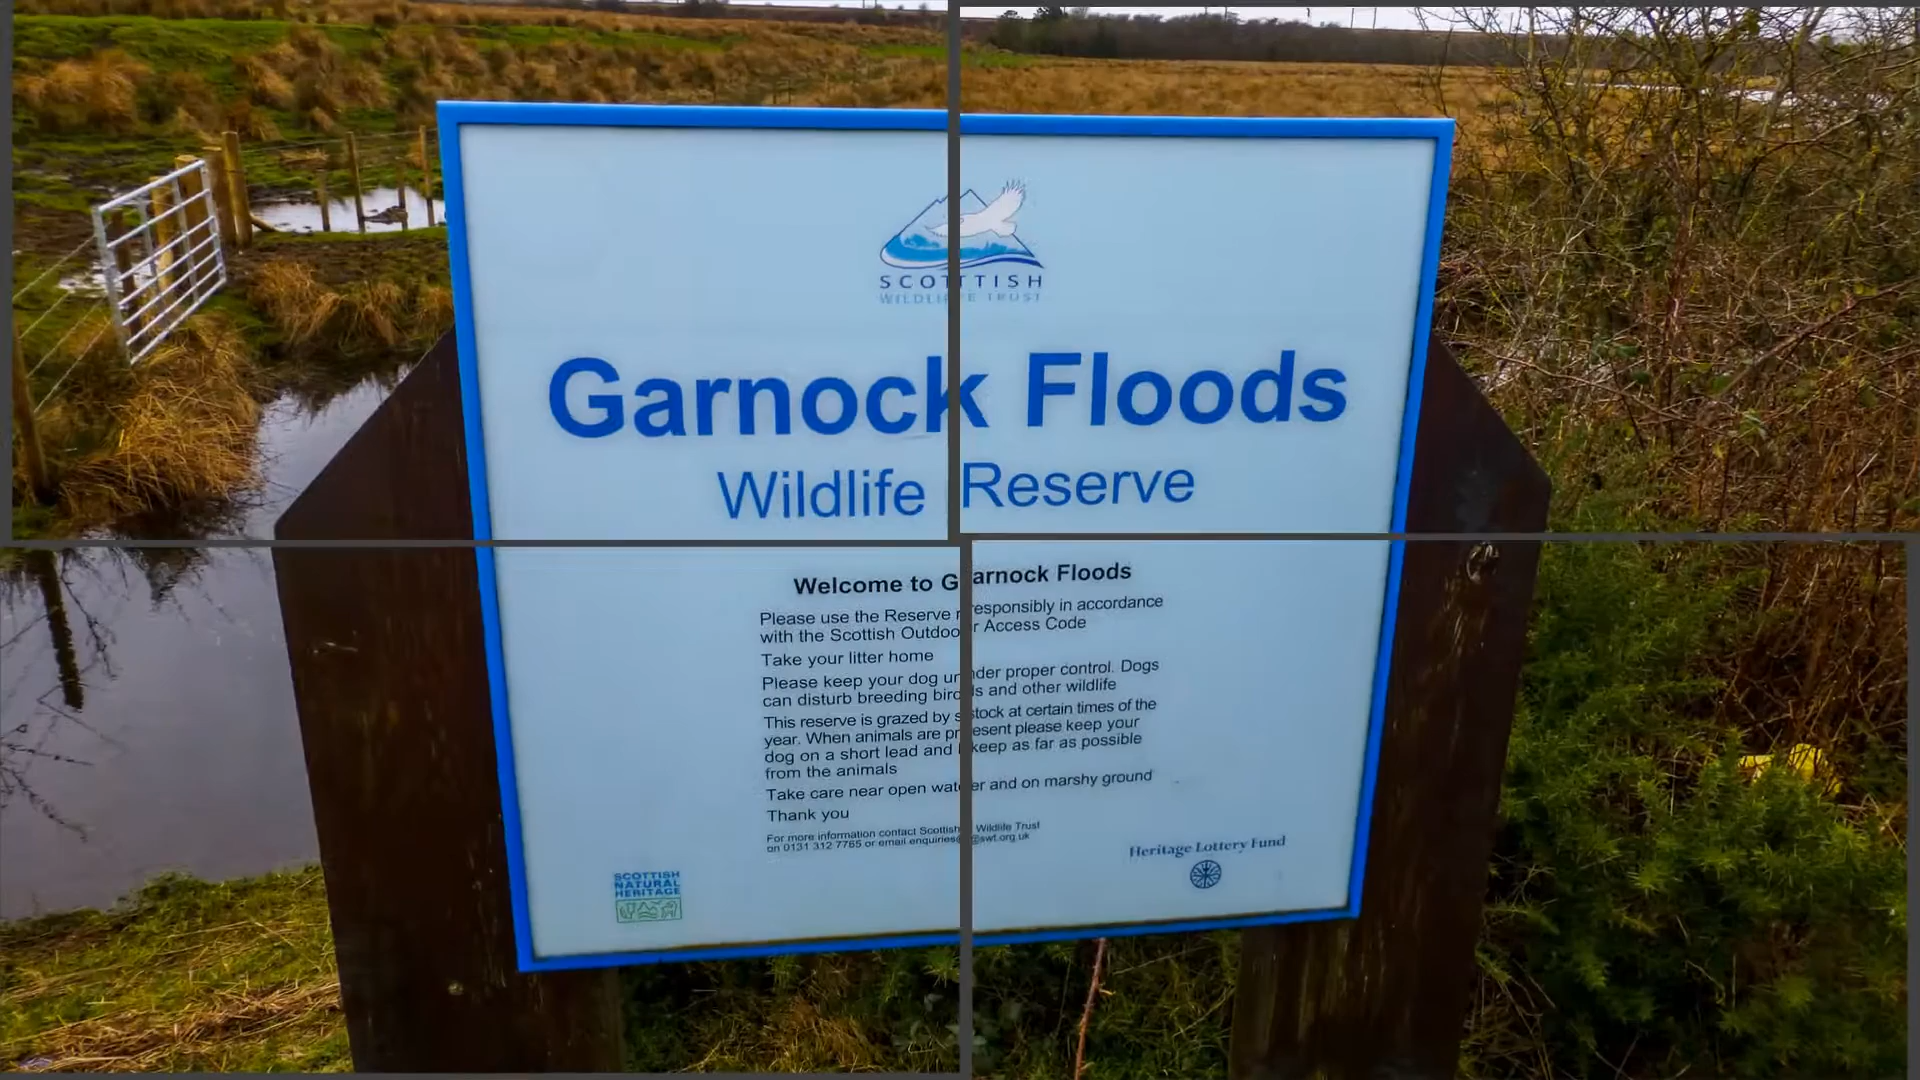 SCOTTISH
WILDLIFE TRUST
Garnock Floods
Wildlife Reserve
Welcome to Garnock Floods
Please use the Reserve responsibly in accordance
with the Scottish Outdoor Access Code
Take your litter home
Please keep your dog under proper control. Dogs
can disturb breeding birds and other wildlife
This reserve is grazed by stock at certain times of the
year. When animals are present please keep your
dog on a short lead and keep as far as possible
from the animals
Take care near open water and on marshy ground
Thank you
For more information contact Scottish Wildlife Trust
on 0131 312 7765 or email enquiries@swt.org.uk
SCOTTISH
NATURAL
HERITAGE
Heritage Lottery Fund